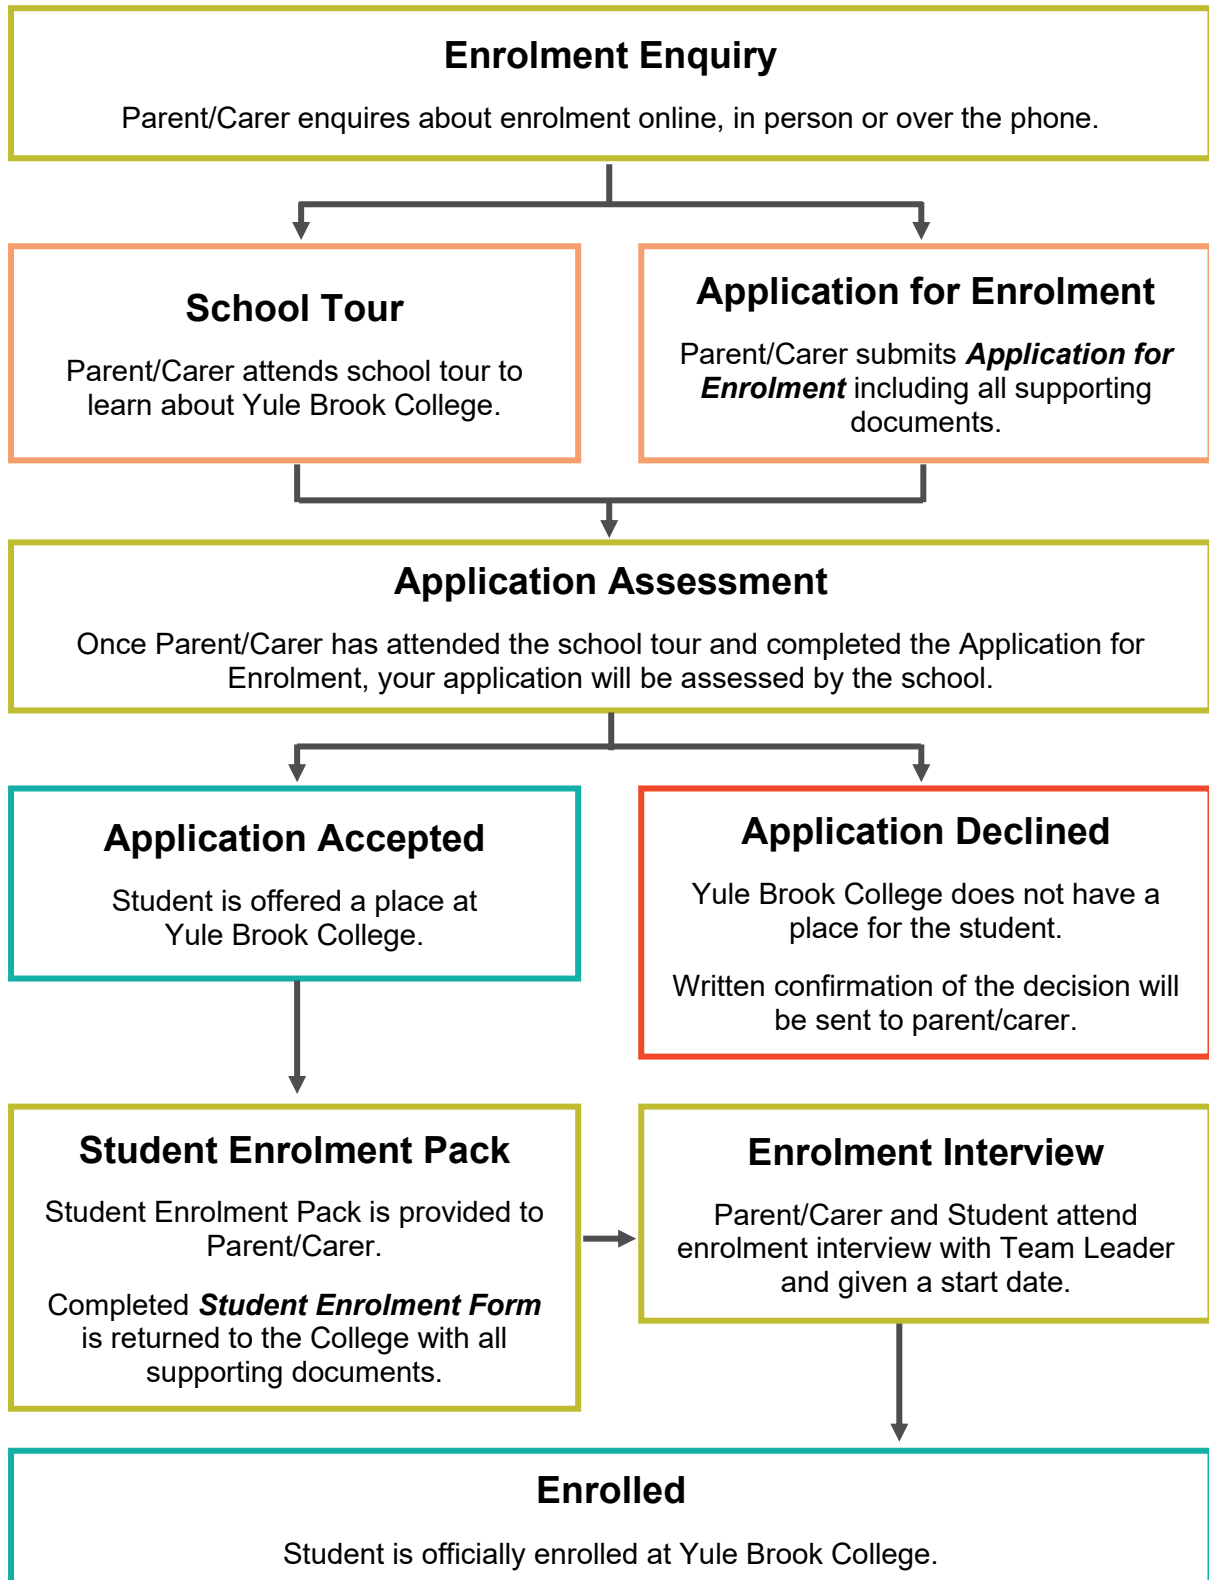 Enrolment Enquiry
Parent/Carer enquires about enrolment online, in person or over the phone.
School Tour
Parent/Carer attends school tour to
learn about Yule Brook College.
Application for Enrolment
Parent/Carer submits Application for
Enrolment including all supporting
documents.
Application Assessment
Once Parent/Carer has attended the school tour and completed the Application for
Enrolment, your application will be assessed by the school.
Application Accepted
Student is offered a place at
Yule Brook College.
Application Declined
Yule Brook College does not have a
place for the student.
Written confirmation of the decision will
be sent to parent/carer.
Student Enrolment Pack
Student Enrolment Pack is provided to
Parent/Carer.
Completed Student Enrolment Form
is returned to the College with all
supporting documents.
Enrolment Interview
Parent/Carer and Student attend
enrolment interview with Team Leader
and given a start date.
Enrolled
Student is officially enrolled at Yule Brook College.